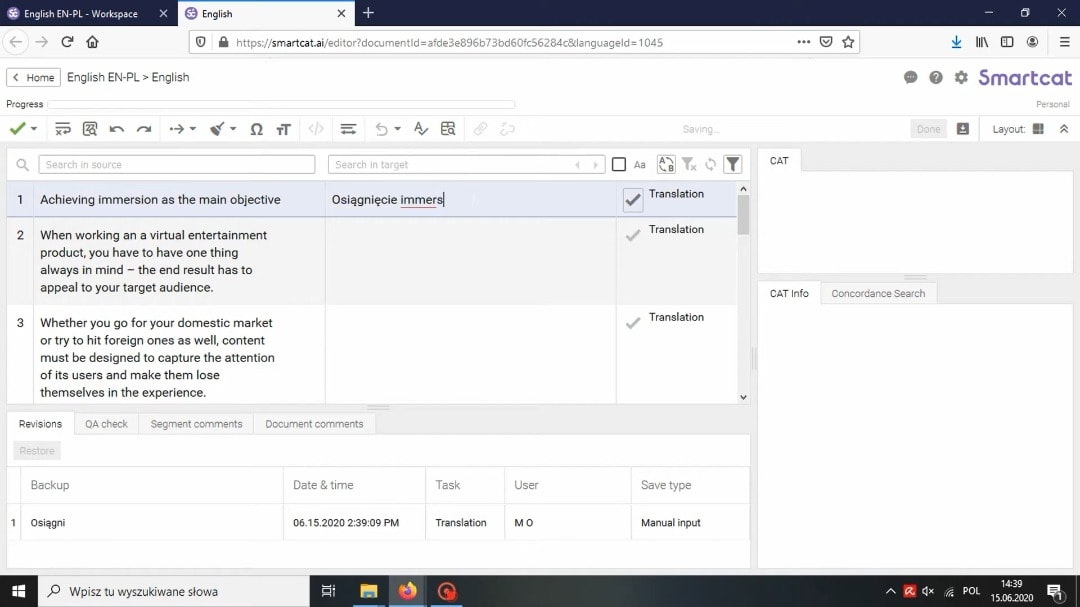 English EN-PL - Workspace
English
https://smartcat.ai/editor?documentId=afde3e896b73bd60fc56284c&languageId=1045
Home
English EN-PL > English
Smartcat
Progress
Personal
Saving...
Done
Layout:
Search in source
Search in target
Aa
CAT
1
Achieving immersion as the main objective
Osiągnięcie immers
Translation
2
When working an a virtual entertainment
product, you have to have one thing
always in mind – the end result has to
appeal to your target audience.
Translation
3
Whether you go for your domestic market
or try to hit foreign ones as well, content
must be designed to capture the attention
of its users and make them lose
themselves in the experience.
Translation
CAT Info
Concordance Search
Revisions
QA check
Segment comments
Document comments
Restore
Backup
Date & time
Task
User
Save type
1
Osiągni
06.15.2020 2:39:09 PM
Translation
M O
Manual input
Wpisz tu wyszukiwane słowa
POL
14:39
15.06.2020
1